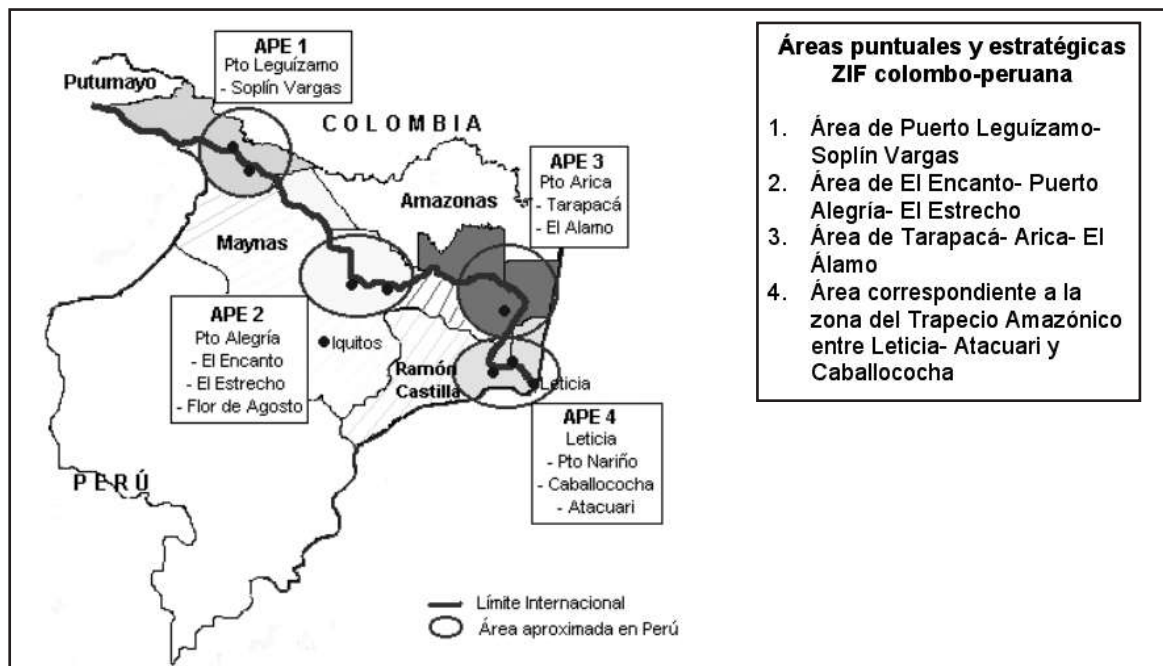 APE 1
Pto Leguízamo
- Soplín Vargas
Putumayo
COLOMBIA
APE 3
Pto Arica
- Tarapacá
- El Alamo
Amazonas
Maynas
APE 2
Pto Alegría
- El Encanto
- El Estrecho
- Flor de Agosto
Iquitos
Ramón
Castilla
Leticia
APE 4
Leticia
- Pto Nariño
- Caballococha
- Atacuari
PERÚ
Límite Internacional
Área aproximada en Perú
Áreas puntuales y estratégicas
ZIF colombo-peruana
1. Área de Puerto Leguízamo-
Soplín Vargas
2. Área de El Encanto- Puerto
Alegría- El Estrecho
3. Área de Tarapacá- Arica- El
Álamo
4. Área correspondiente a la
zona del Trapecio Amazónico
entre Leticia- Atacuari y
Caballococha